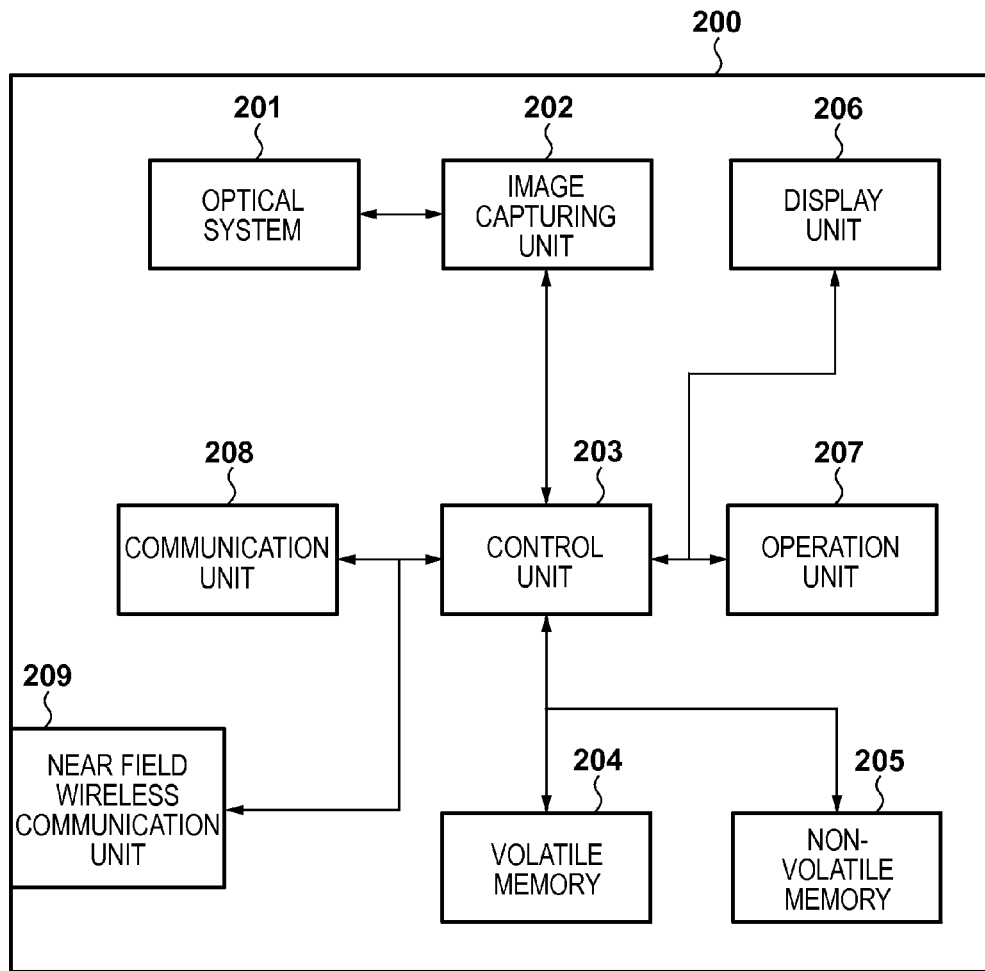 200
201
202
206
OPTICAL
SYSTEM
IMAGE
CAPTURING
UNIT
DISPLAY
UNIT
208
203
207
COMMUNICATION
UNIT
CONTROL
UNIT
OPERATION
UNIT
209
NEAR FIELD
WIRELESS
COMMUNICATION
UNIT
204
205
VOLATILE
MEMORY
NON-
VOLATILE
MEMORY